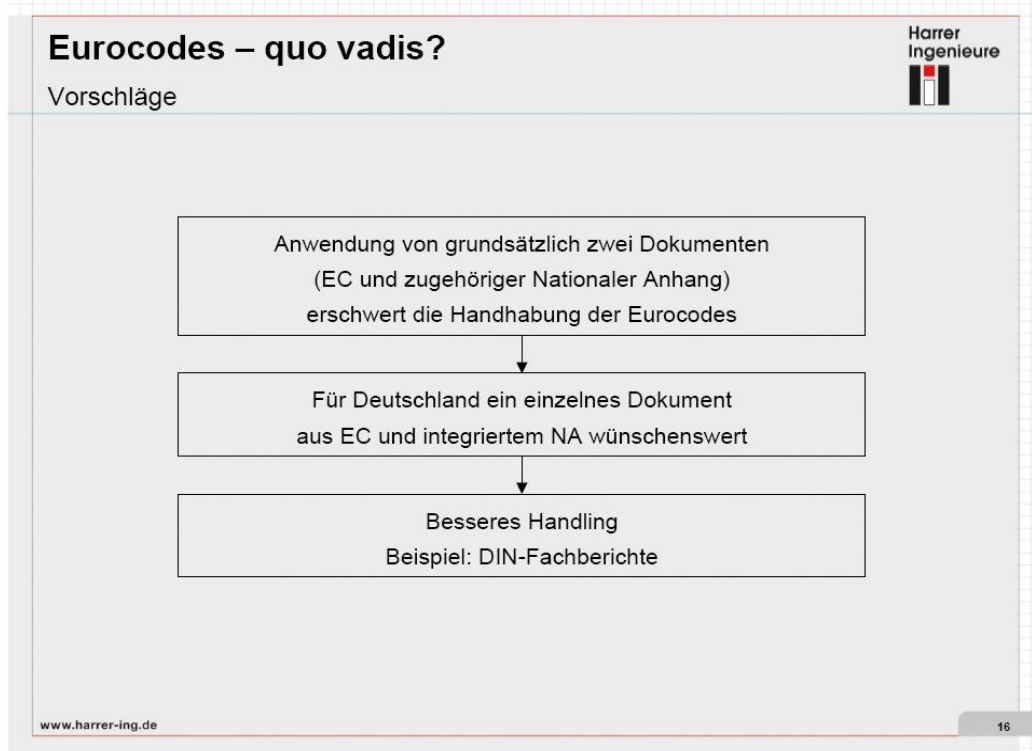 Eurocodes – quo vadis?
Vorschläge
Harrer
Ingenieure
Anwendung von grundsätzlich zwei Dokumenten
(EC und zugehöriger Nationaler Anhang)
erschwert die Handhabung der Eurocodes
Für Deutschland ein einzelnes Dokument
aus EC und integriertem NA wünschenswert
Besseres Handling
Beispiel: DIN-Fachberichte
www.harrer-ing.de
16